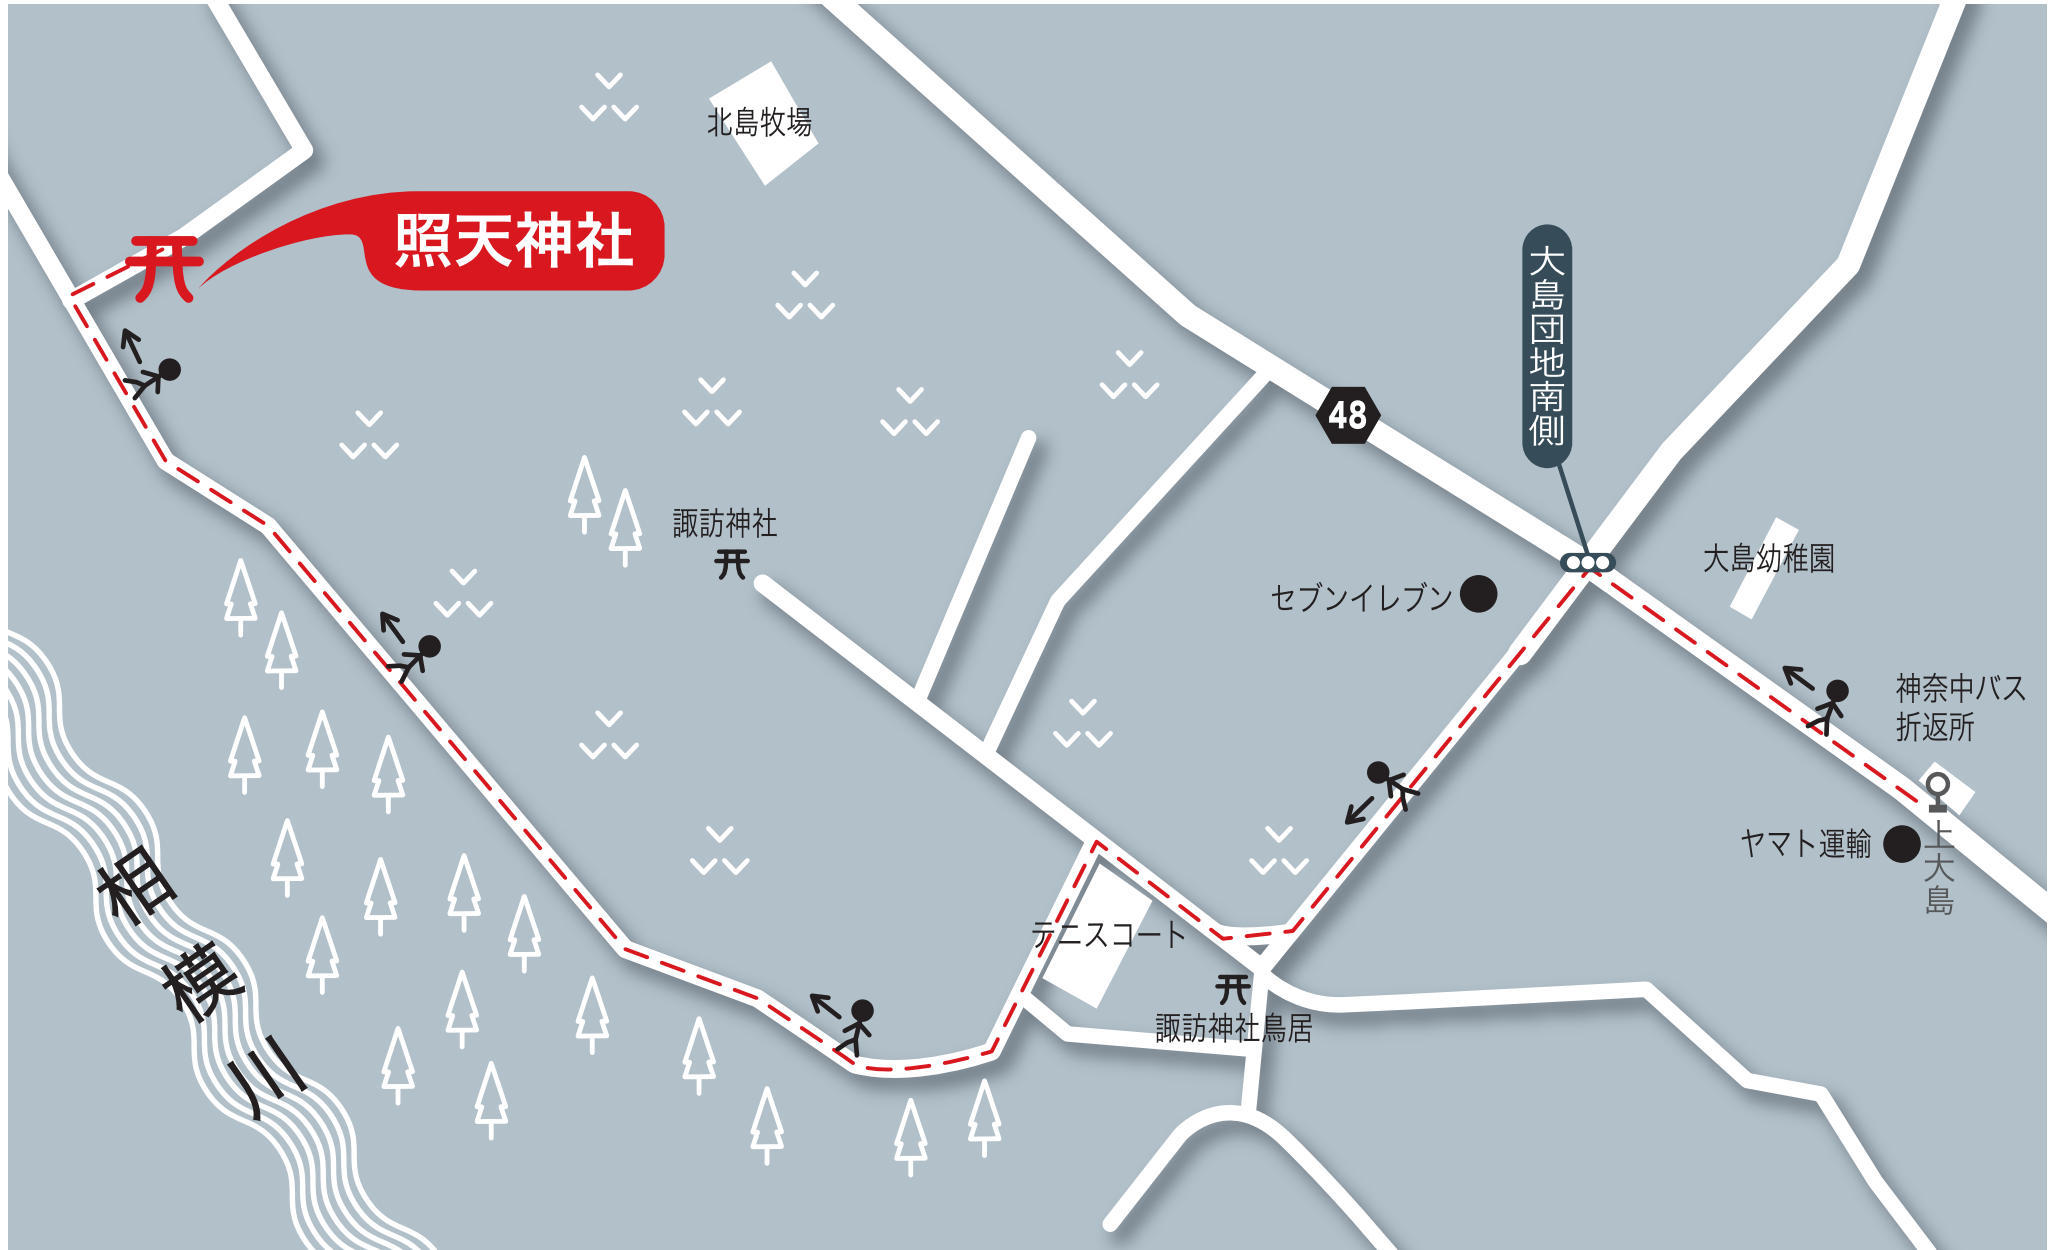 北島牧場
照天神社
大島団地南側
48
諏訪神社
大島幼稚園
セブンイレブン
神奈中バス
折返所
ヤマト運輸
上大島
テニスコート
諏訪神社鳥居
相模川